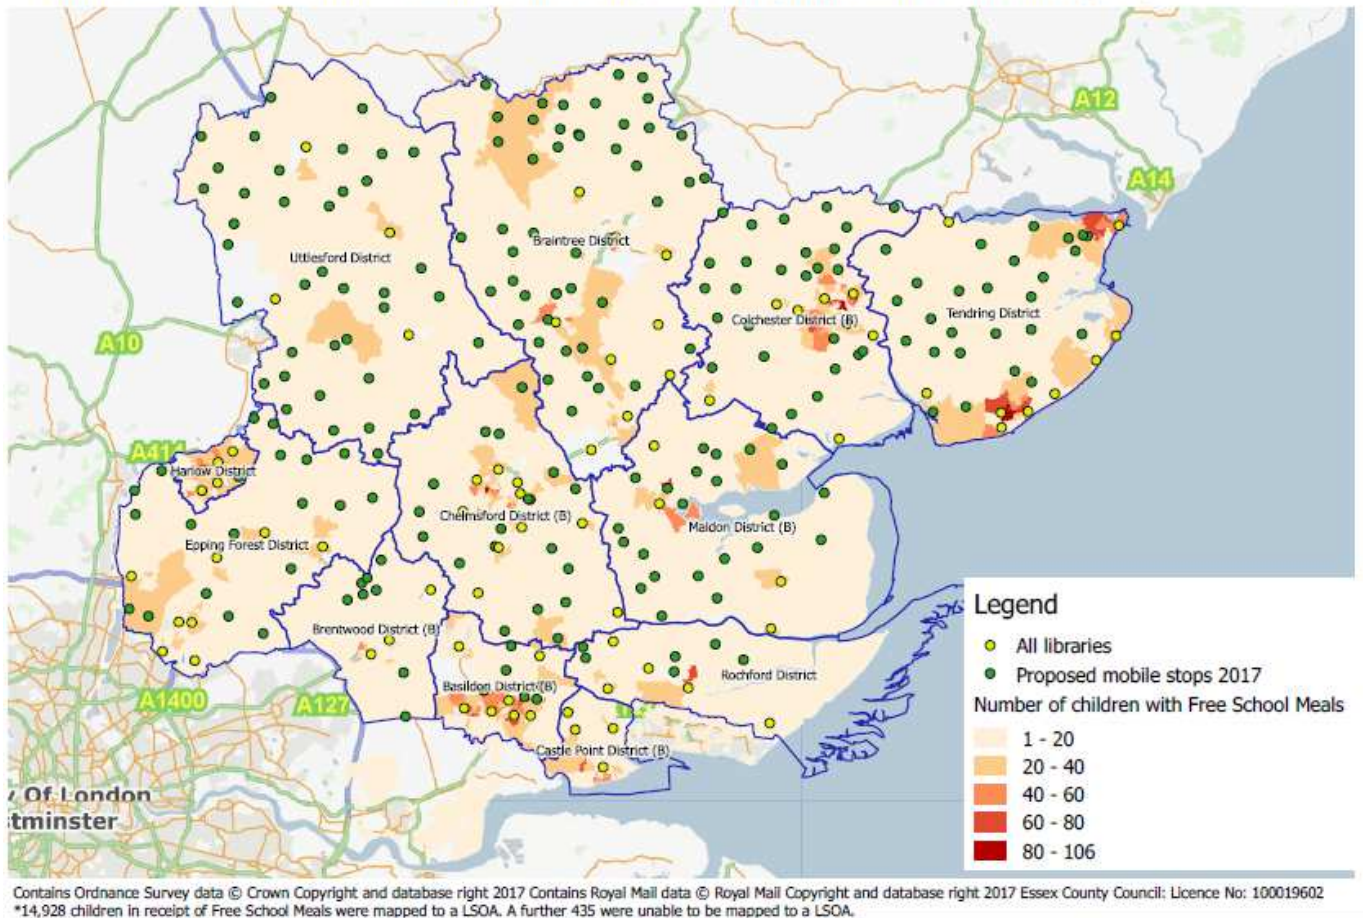 A12
A14
Braintree District
Uttlesford District
Tendring District
Colchester District (B)
A10
A414
Harlow District
Chelmsford District (B)
Maldon District (B)
Epping Forest District
Brentwood District (B)
Rochford District
Basildon District (B)
A1400
A127
Castle Point District (B)
y Of London
stminster
Legend
All libraries
Proposed mobile stops 2017
Number of children with Free School Meals
1 - 20
20 - 40
40 - 60
60 - 80
80 - 106
Contains Ordnance Survey data © Crown Copyright and database right 2017 Contains Royal Mail data © Royal Mail Copyright and database right 2017 Essex County Council: Licence No: 100019602
*14,928 children in receipt of Free School Meals were mapped to a LSOA. A further 435 were unable to be mapped to a LSOA.